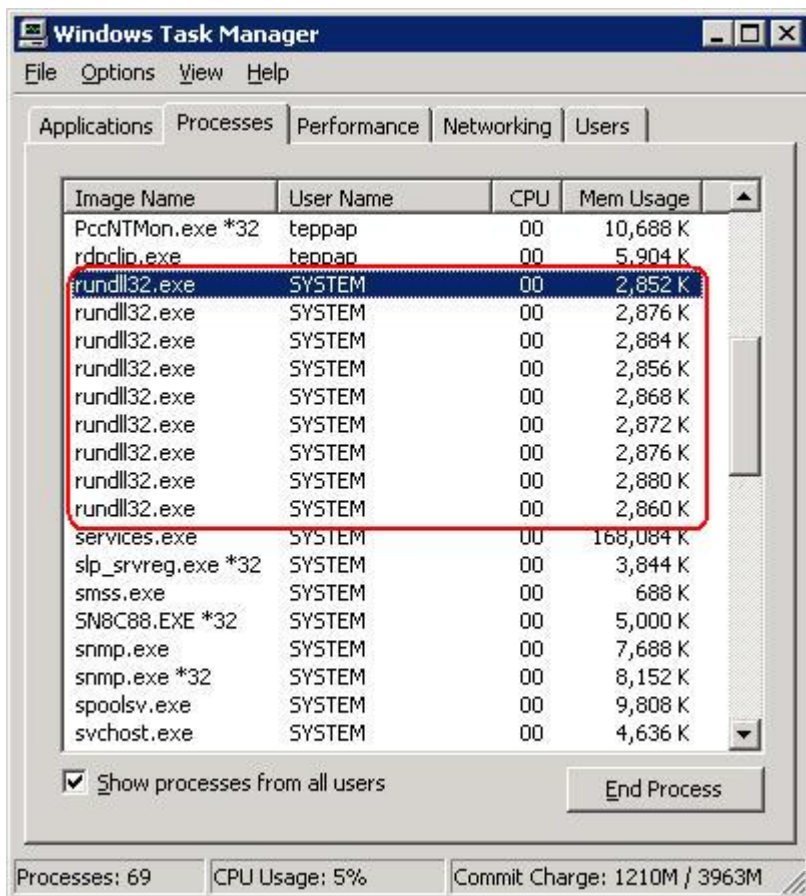 Windows Task Manager
File Options View Help
Applications Processes Performance Networking Users
Image Name User Name CPU Mem Usage
PccNTMon.exe *32 teppap 00 10,688 K
rdpclip.exe teppap 00 5,904 K
rundll32.exe SYSTEM 00 2,852 K
rundll32.exe SYSTEM 00 2,876 K
rundll32.exe SYSTEM 00 2,884 K
rundll32.exe SYSTEM 00 2,856 K
rundll32.exe SYSTEM 00 2,868 K
rundll32.exe SYSTEM 00 2,872 K
rundll32.exe SYSTEM 00 2,876 K
rundll32.exe SYSTEM 00 2,880 K
rundll32.exe SYSTEM 00 2,860 K
services.exe SYSTEM 00 168,084 K
slp_srvreg.exe *32 SYSTEM 00 3,844 K
smss.exe SYSTEM 00 688 K
SN8C88.EXE *32 SYSTEM 00 5,000 K
snmp.exe SYSTEM 00 7,688 K
snmp.exe *32 SYSTEM 00 8,152 K
spoolsv.exe SYSTEM 00 9,808 K
svchost.exe SYSTEM 00 4,636 K
Show processes from all users End Process
Processes: 69 CPU Usage: 5% Commit Charge: 1210M / 3963M